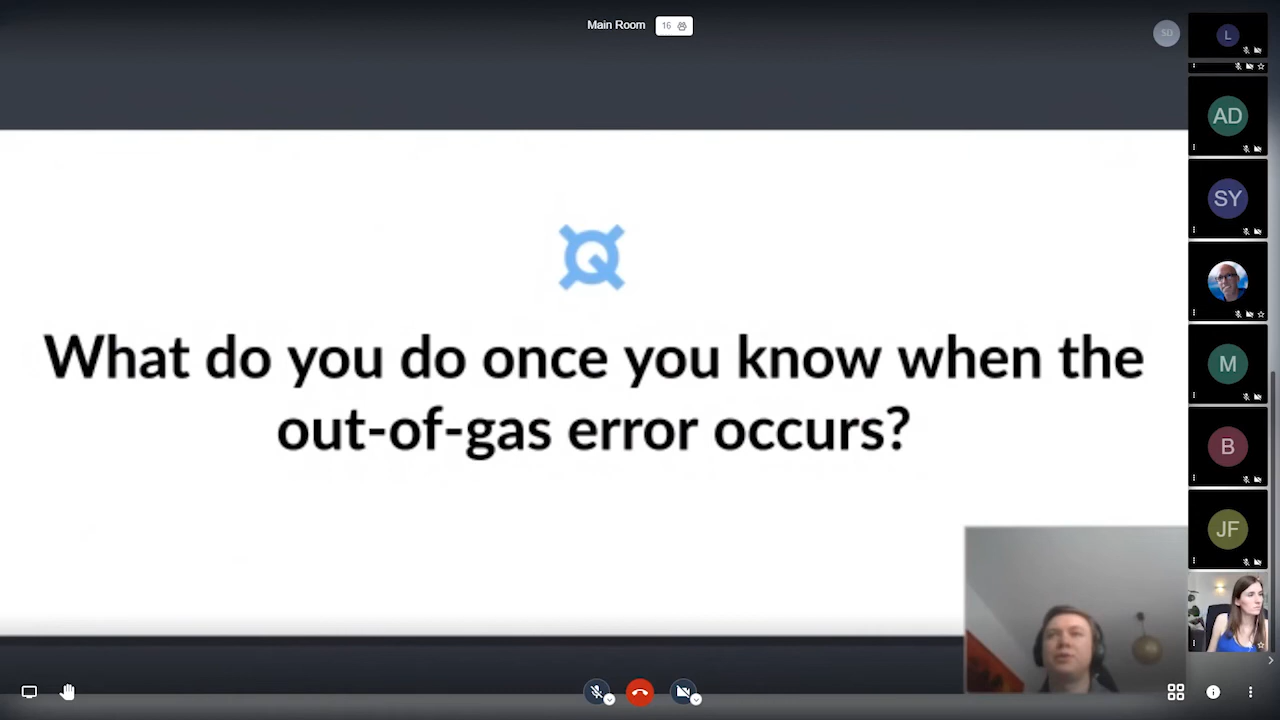 Main Room
16
SD
L
AD
SY
What do you do once you know when the
out-of-gas error occurs?
M
B
JF